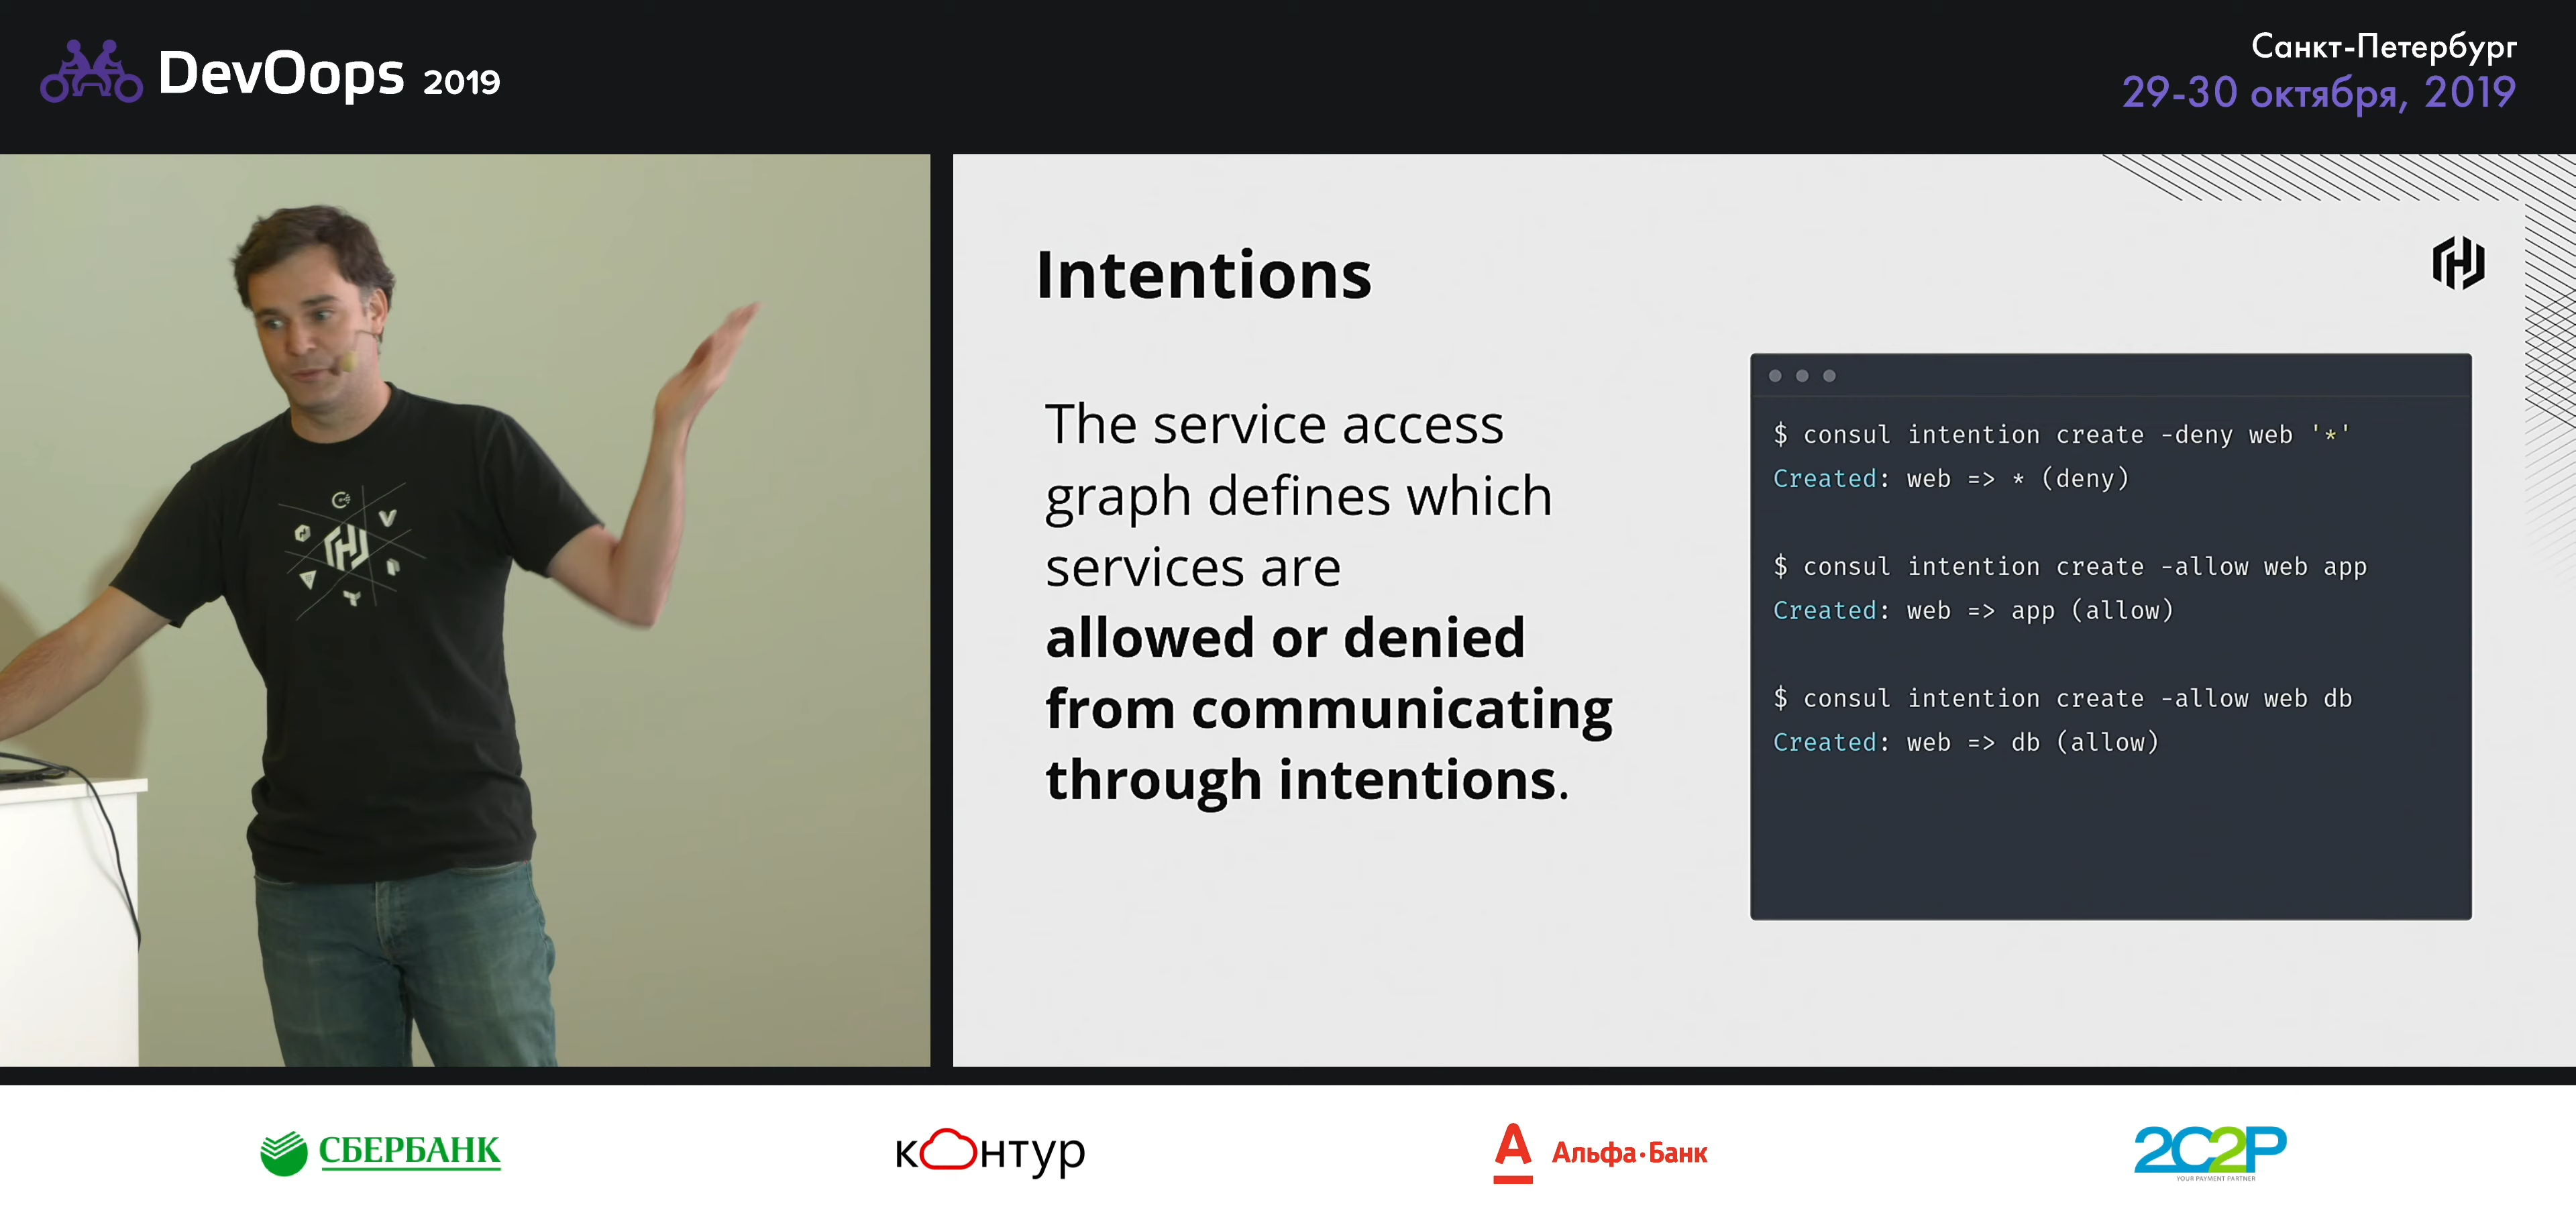 DevOops 2019
Санкт-Петербург
29-30 октября, 2019
Intentions
The service access
graph defines which
services are
allowed or denied
from communicating
through intentions.
$ consul intention create -deny web '*'
Created: web => * (deny)
$ consul intention create -allow web app
Created: web => app (allow)
$ consul intention create -allow web db
Created: web => db (allow)
СБЕРБАНК
контур
Альфа·Банк
2C2P
YOUR PAYMENT PARTNER